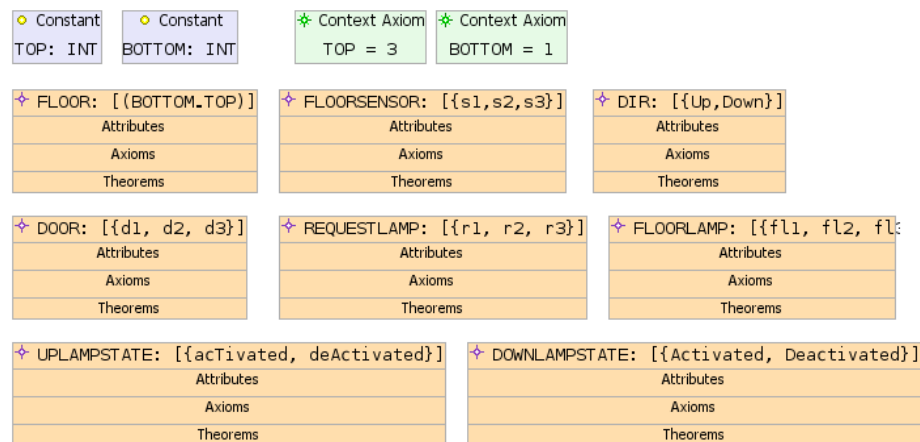 Constant Constant Context Axiom Context Axiom
TOP: INT BOTTOM: INT TOP = 3 BOTTOM = 1
FLOOR: [(BOTTOM..TOP)] FLOORSENSOR: [{s1,s2,s3}] DIR: [{Up,Down}]
Attributes Attributes Attributes
Axioms Axioms Axioms
Theorems Theorems Theorems
DOOR: [{d1, d2, d3}] REQUESTLAMP: [{r1, r2, r3}] FLOORLAMP: [{fl1, fl2, fl3
Attributes Attributes Attributes
Axioms Axioms Axioms
Theorems Theorems Theorems
UPLAMPSTATE: [{acTivated, deActivated}] DOWNLAMPSTATE: [{Activated, Deactivated}]
Attributes Attributes
Axioms Axioms
Theorems Theorems